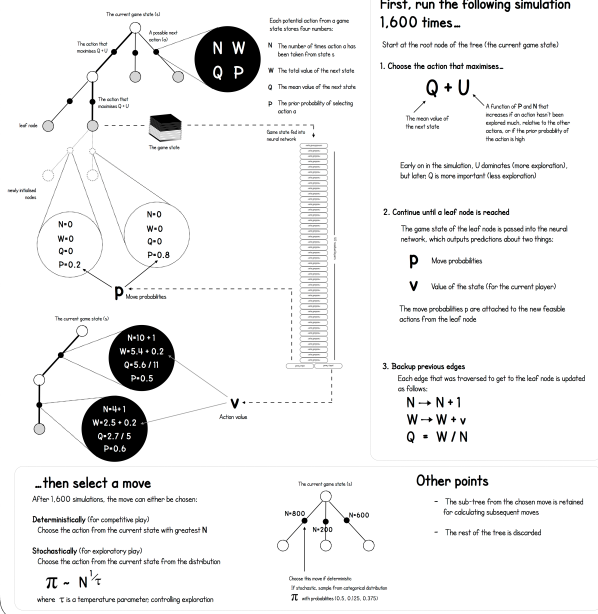 The current game state (s)
The action that
maximises Q + U
A possible next
action (a)
N W
Q P
The action that
maximises Q + U
leaf node
The game state
newly initialised
nodes
N=0
W=0
Q=0
P=0.2
N=0
W=0
Q=0
P=0.8
p
Move probabilities
Each potential action from a game
state stores four numbers:
N The number of times action a has
been taken from state s
W The total value of the next state
Q The mean value of the next state
P The prior probability of selecting
action a
Game state fed into
neural network
The current game state (s)
N=10 + 1
W=5.4 + 0.2
Q=5.6 / 11
P=0.5
N=4+1
W=2.5 + 0.2
Q=2.7 / 5
P=0.6
v
Action value
First, run the following simulation
1,600 times…
Start at the root node of the tree (the current game state)
1. Choose the action that maximises...
Q + U
The mean value of
the next state
A function of P and N that
increases if an action hasn't been
explored much, relative to the other
actions, or if the prior probability of
the action is high
Early on in the simulation, U dominates (more exploration),
but later, Q is more important (less exploration)
2. Continue until a leaf node is reached
The game state of the leaf node is passed into the neural
network, which outputs predictions about two things:
p Move probabilities
v Value of the state (for the current player)
The move probabilities p are attached to the new feasible
actions from the leaf node
3. Backup previous edges
Each edge that was traversed to get to the leaf node is updated
as follows:
N → N + 1
W → W + v
Q = W / N
…then select a move
After 1,600 simulations, the move can either be chosen:
Deterministically (for competitive play)
Choose the action from the current state with greatest N
Stochastically (for exploratory play)
Choose the action from the current state from the distribution
π ~ N^1/τ
where τ is a temperature parameter, controlling exploration
The current game state (s)
N=800
N=200
N=600
Choose this move if deterministic
If stochastic, sample from categorical distribution
π with probabilities (0.5, 0.125, 0.375)
Other points
- The sub-tree from the chosen move is retained
for calculating subsequent moves
- The rest of the tree is discarded